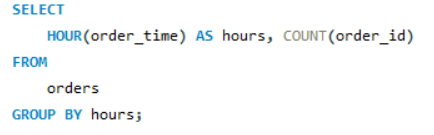 SELECT
HOUR(order_time) AS hours, COUNT(order_id)
FROM
orders
GROUP BY hours;